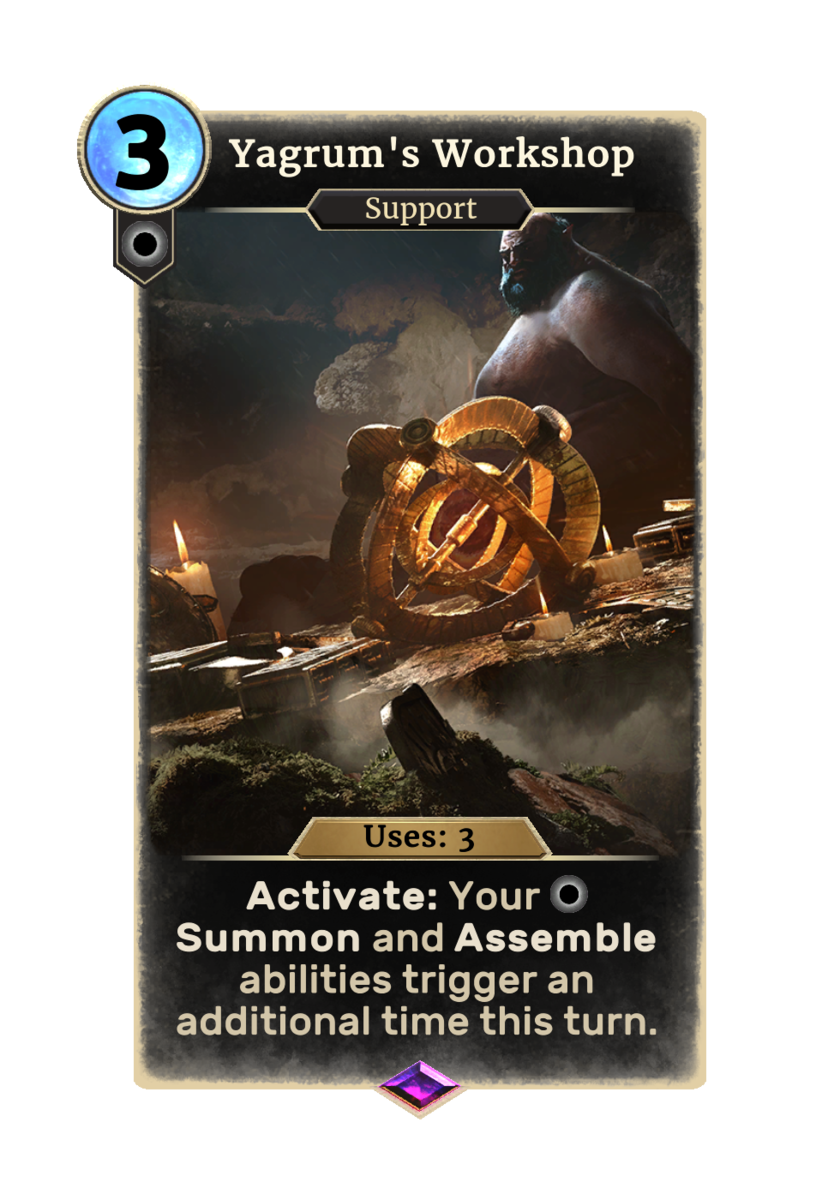 3
Yagrum's Workshop
Support
Uses: 3
Activate: Your
Summon and Assemble
abilities trigger an
additional time this turn.